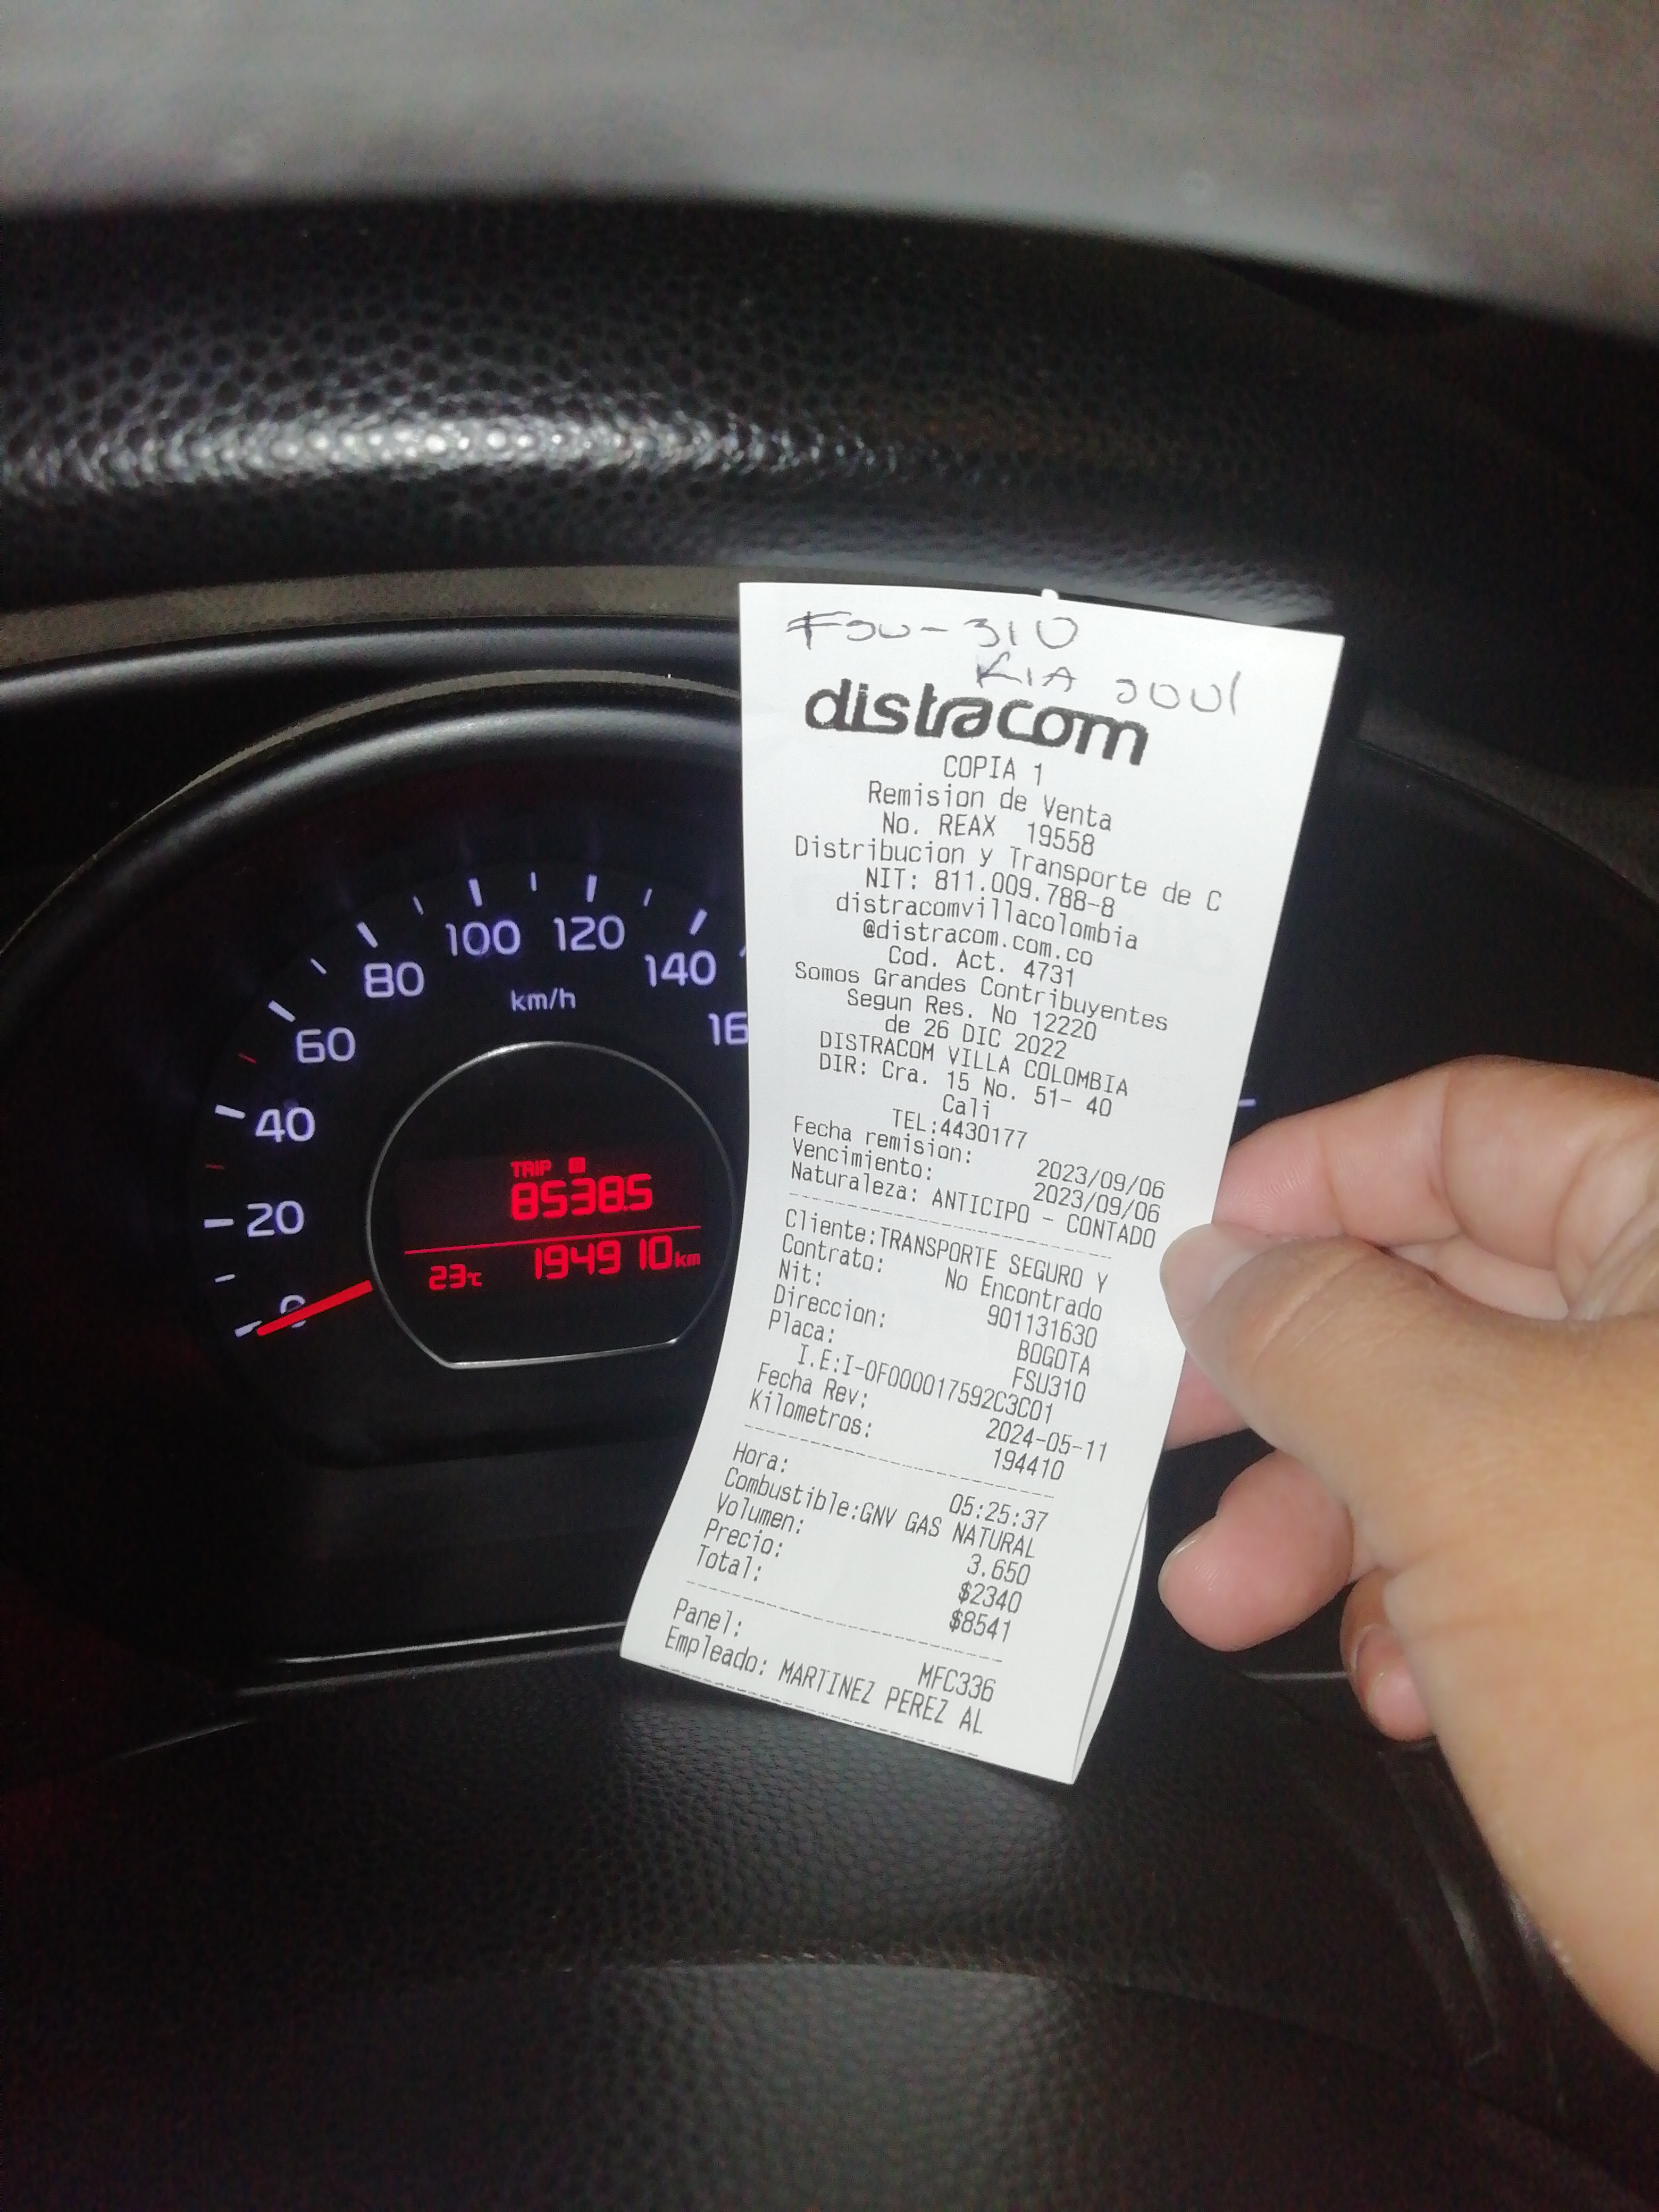 100
120
80
140
km/h
16
60
40
20
0
TRIP
8538.5
23°C 194910km
FSU-310
KIA SOUL
distracom
COPIA 1
Remision de Venta
No. REAX 19558
Distribucion y Transporte de C
NIT: 811.009.788-8
distracomvillacolombia
@distracom.com.co
Cod. Act. 4731
Somos Grandes Contribuyentes
Segun Res. No 12220
de 26 DIC 2022
DISTRACOM VILLA COLOMBIA
DIR: Cra. 15 No. 51- 40
Cali
TEL:4430177
Fecha remision: 2023/09/06
Vencimiento: 2023/09/06
Naturaleza: ANTICIPO - CONTADO
Cliente:TRANSPORTE SEGURO Y
Contrato: No Encontrado
Nit: 901131630
Direccion: BOGOTA
Placa: FSU310
I.E:I-0F000017592C3C01
Fecha Rev: 2024-05-11
Kilometros: 194410
Hora: 05:25:37
Combustible:GNV GAS NATURAL
Volumen: 3.650
Precio: $2340
Total: $8541
Panel: MFC336
Empleado: MARTINEZ PEREZ AL